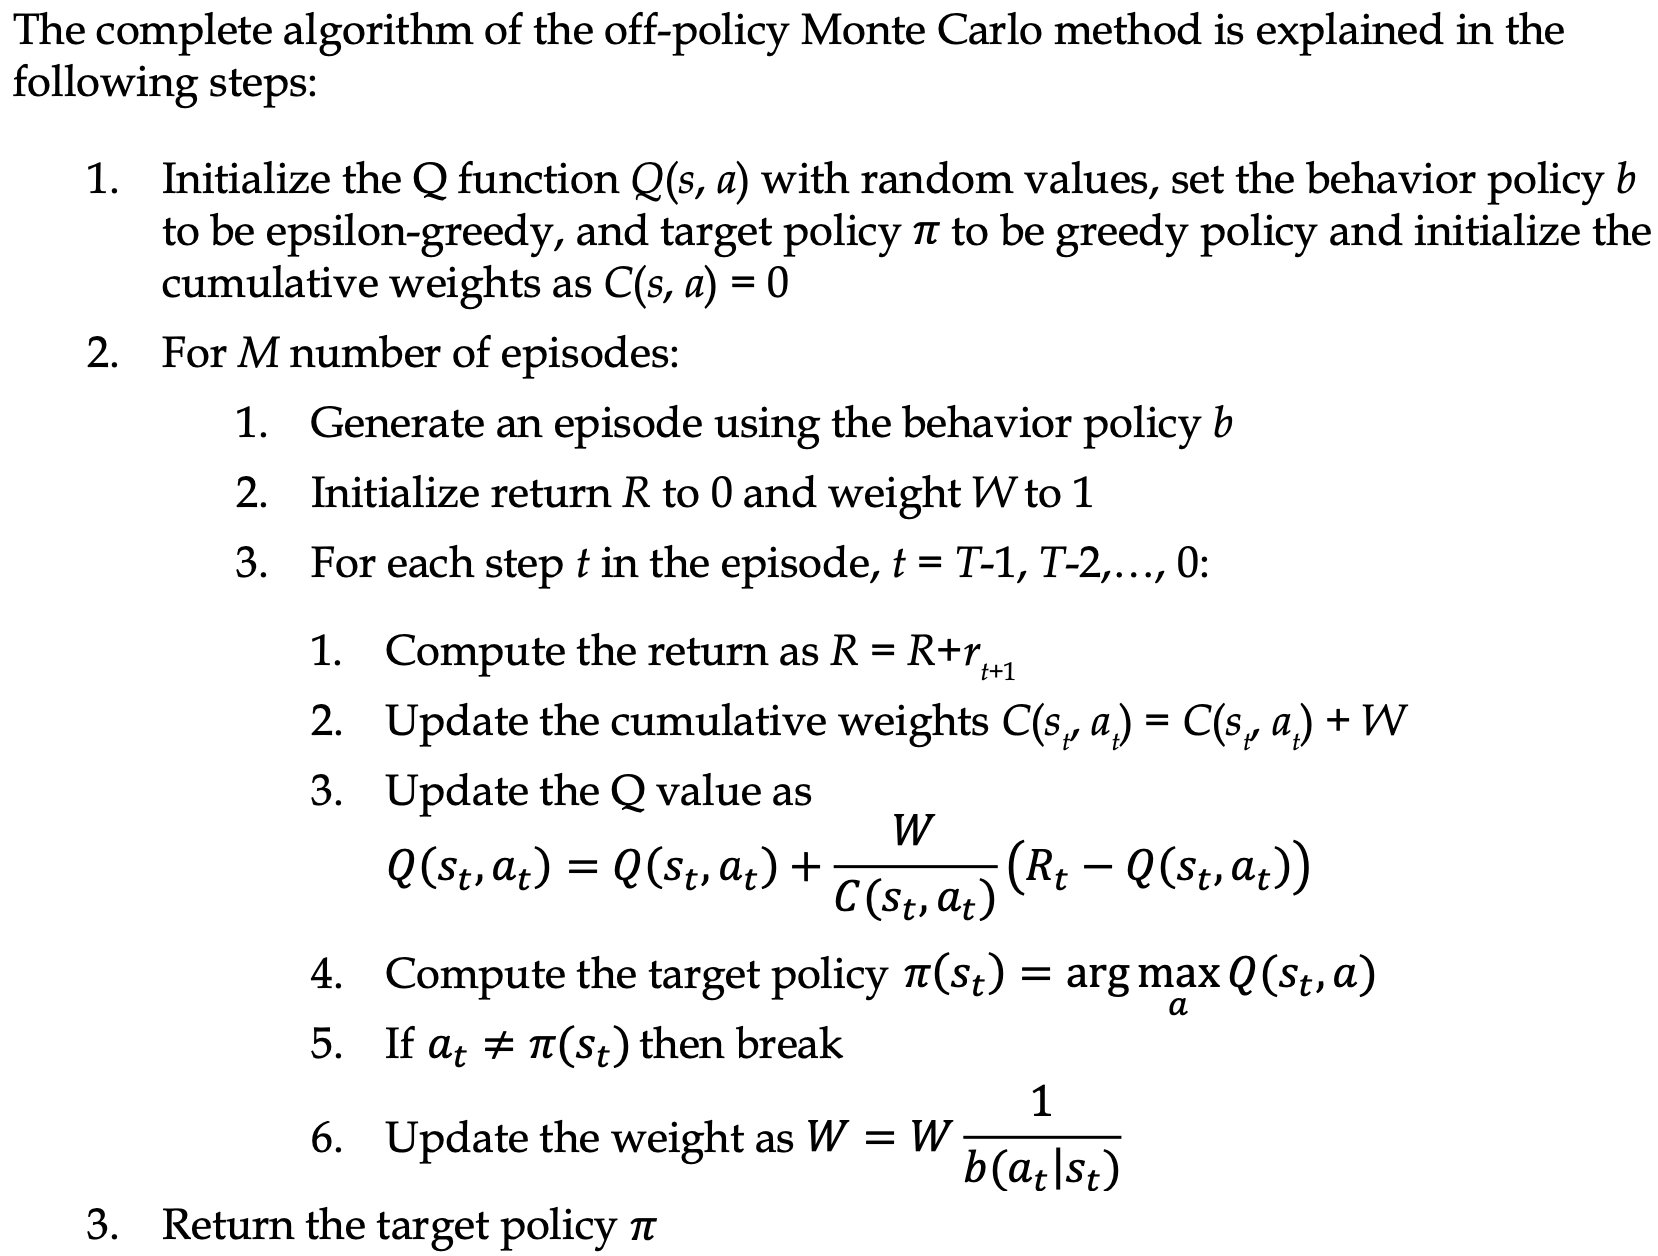 The complete algorithm of the off-policy Monte Carlo method is explained in the
following steps:
1. Initialize the Q function Q(s, a) with random values, set the behavior policy b
to be epsilon-greedy, and target policy π to be greedy policy and initialize the
cumulative weights as C(s, a) = 0
2. For M number of episodes:
1. Generate an episode using the behavior policy b
2. Initialize return R to 0 and weight W to 1
3. For each step t in the episode, t = T-1, T-2,..., 0:
1. Compute the return as R = R+r_{t+1}
2. Update the cumulative weights C(s_t, a_t) = C(s_t, a_t) + W
3. Update the Q value as
Q(s_t, a_t) = Q(s_t, a_t) + \frac{W}{C(s_t, a_t)} (R_t − Q(s_t, a_t))
4. Compute the target policy π(s_t) = arg max_a Q(s_t, a)
5. If a_t ≠ π(s_t) then break
6. Update the weight as W = W \frac{1}{b(a_t|s_t)}
3. Return the target policy π